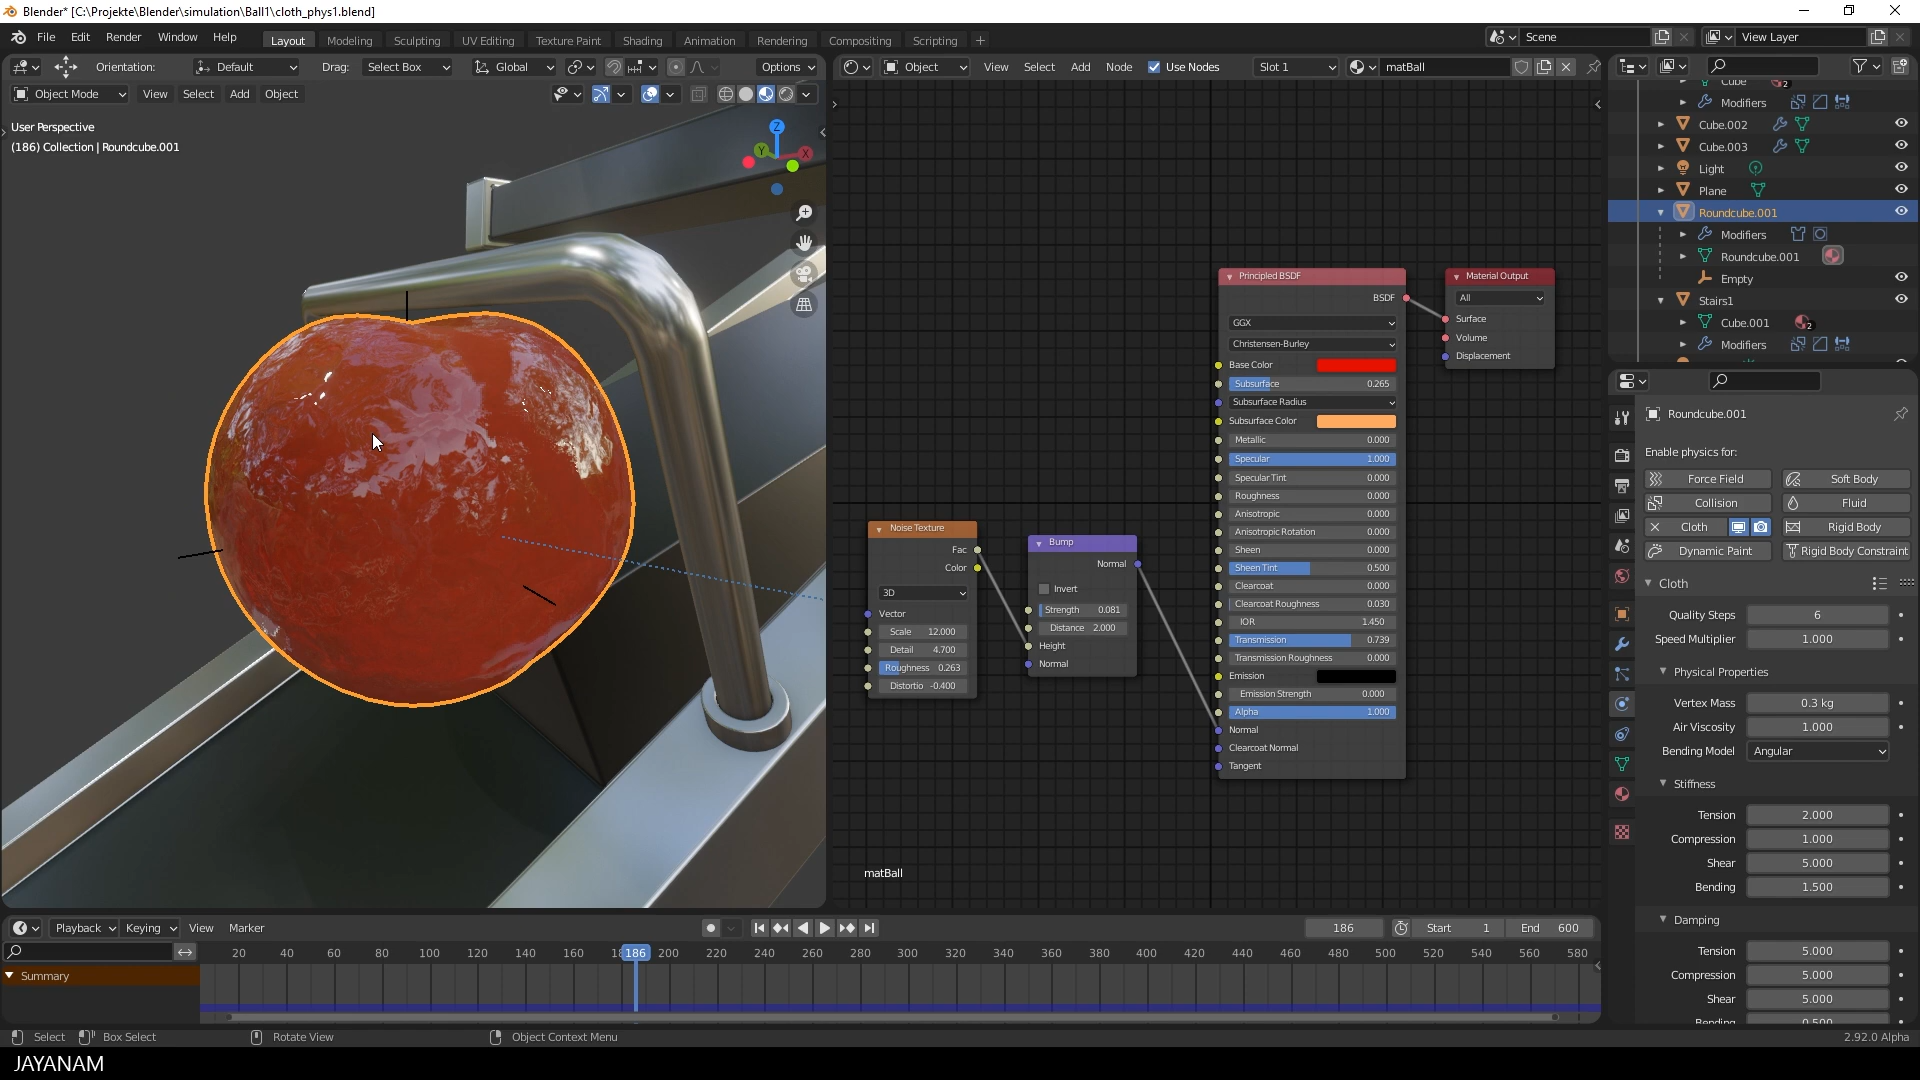 Blender* [C:\Projekte\Blender\simulation\Ball1\cloth_phys1.blend]
File Edit Render Window Help
Layout Modeling Sculpting UV Editing Texture Paint Shading Animation Rendering Compositing Scripting +
Scene
View Layer
Orientation: Default Drag: Select Box Global Options
Object Mode View Select Add Object
User Perspective
(186) Collection | Roundcube.001
Z
Y
X
Object View Select Add Node Use Nodes Slot 1 matBall
Noise Texture
Fac
Color
3D
Vector
Scale 12.000
Detail 4.700
Roughness 0.263
Distortio -0.400
Bump
Normal
Invert
Strength 0.081
Distance 2.000
Height
Normal
Principled BSDF
BSDF
GGX
Christensen-Burley
Base Color
Subsurface 0.265
Subsurface Radius
Subsurface Color
Metallic 0.000
Specular 1.000
Specular Tint 0.000
Roughness 0.000
Anisotropic 0.000
Anisotropic Rotation 0.000
Sheen 0.000
Sheen Tint 0.500
Clearcoat 0.000
Clearcoat Roughness 0.030
IOR 1.450
Transmission 0.739
Transmission Roughness 0.000
Emission
Emission Strength 0.000
Alpha 1.000
Normal
Clearcoat Normal
Tangent
Material Output
All
Surface
Volume
Displacement
matBall
Cube 2
Modifiers
Cube.002
Cube.003
Light
Plane
Roundcube.001
Modifiers
Roundcube.001
Empty
Stairs1
Cube.001 2
Modifiers
Roundcube.001
Enable physics for:
Force Field Soft Body
Collision Fluid
Cloth Rigid Body
Dynamic Paint Rigid Body Constraint
Cloth
Quality Steps 6
Speed Multiplier 1.000
Physical Properties
Vertex Mass 0.3 kg
Air Viscosity 1.000
Bending Model Angular
Stiffness
Tension 2.000
Compression 1.000
Shear 5.000
Bending 1.500
Damping
Tension 5.000
Compression 5.000
Shear 5.000
Bending 0.500
Playback Keying View Marker
186 Start 1 End 600
20 40 60 80 100 120 140 160 186 200 220 240 260 280 300 320 340 360 380 400 420 440 460 480 500 520 540 560 580
Summary
Select Box Select Rotate View Object Context Menu 2.92.0 Alpha
JAYANAM